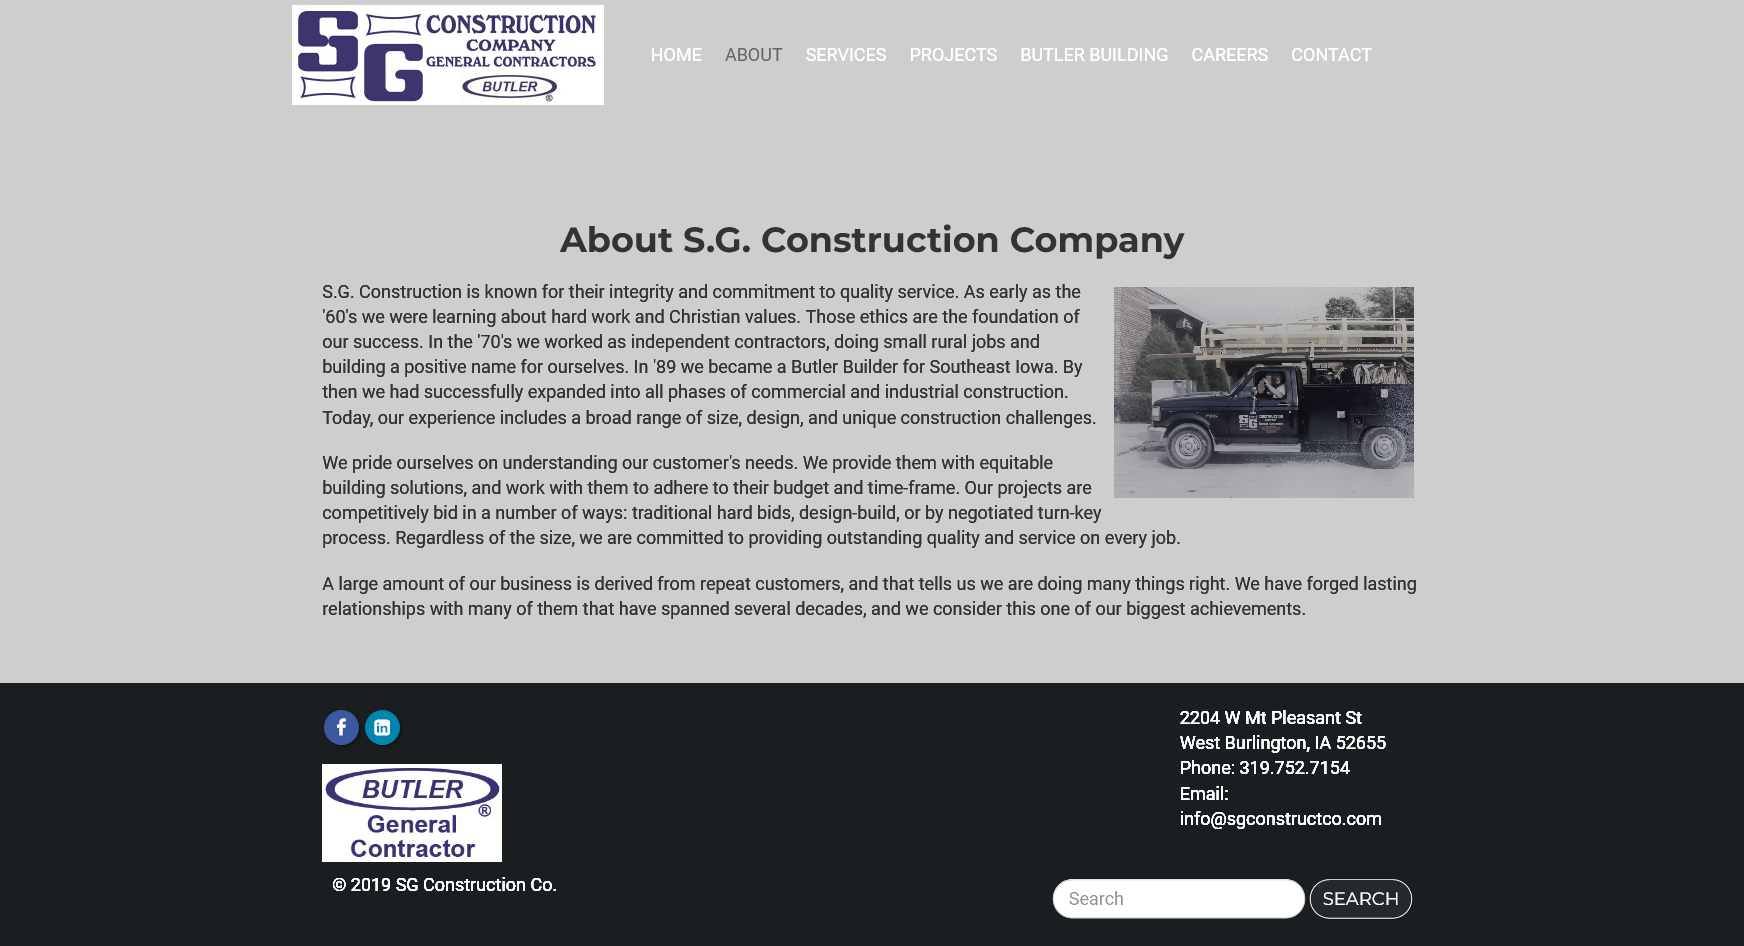 SG CONSTRUCTION
COMPANY
GENERAL CONTRACTORS
BUTLER
®
HOME ABOUT SERVICES PROJECTS BUTLER BUILDING CAREERS CONTACT
About S.G. Construction Company
S.G. Construction is known for their integrity and commitment to quality service. As early as the
'60's we were learning about hard work and Christian values. Those ethics are the foundation of
our success. In the '70's we worked as independent contractors, doing small rural jobs and
building a positive name for ourselves. In '89 we became a Butler Builder for Southeast Iowa. By
then we had successfully expanded into all phases of commercial and industrial construction.
Today, our experience includes a broad range of size, design, and unique construction challenges.
SG CONSTRUCTION
We pride ourselves on understanding our customer's needs. We provide them with equitable
building solutions, and work with them to adhere to their budget and time-frame. Our projects are
competitively bid in a number of ways: traditional hard bids, design-build, or by negotiated turn-key
process. Regardless of the size, we are committed to providing outstanding quality and service on every job.
A large amount of our business is derived from repeat customers, and that tells us we are doing many things right. We have forged lasting
relationships with many of them that have spanned several decades, and we consider this one of our biggest achievements.
f in
BUTLER
®
General
Contractor
© 2019 SG Construction Co.
2204 W Mt Pleasant St
West Burlington, IA 52655
Phone: 319.752.7154
Email:
info@sgconstructco.com
Search SEARCH